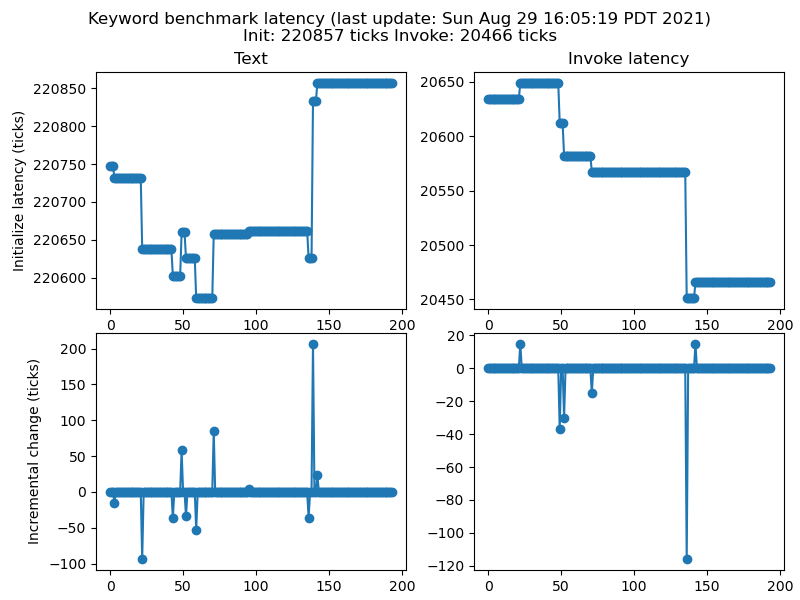 Keyword benchmark latency (last update: Sun Aug 29 16:05:19 PDT 2021)
Init: 220857 ticks Invoke: 20466 ticks
Text
Initialize latency (ticks)
220850
220800
220750
220700
220650
220600
0 50 100 150 200
Invoke latency
20650
20600
20550
20500
20450
0 50 100 150 200
Incremental change (ticks)
200
150
100
50
0
−50
−100
0 50 100 150 200
20
0
−20
−40
−60
−80
−100
−120
0 50 100 150 200